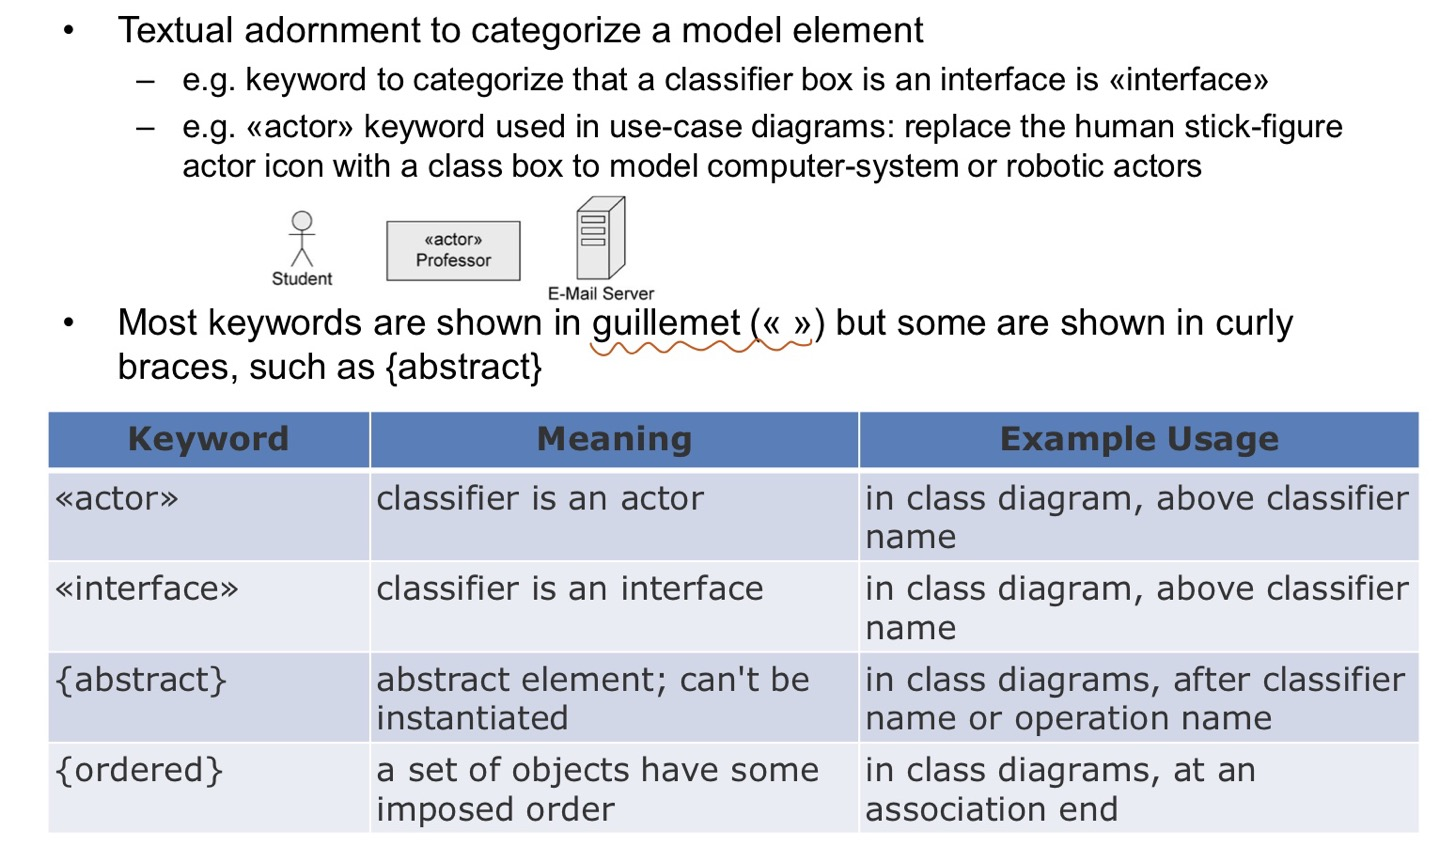 • Textual adornment to categorize a model element
– e.g. keyword to categorize that a classifier box is an interface is «interface»
– e.g. «actor» keyword used in use-case diagrams: replace the human stick-figure
actor icon with a class box to model computer-system or robotic actors
«actor»
Professor
Student
E-Mail Server
• Most keywords are shown in guillemet (« ») but some are shown in curly
braces, such as {abstract}
Keyword Meaning Example Usage
«actor» classifier is an actor in class diagram, above classifier
name
«interface» classifier is an interface in class diagram, above classifier
name
{abstract} abstract element; can't be in class diagrams, after classifier
instantiated name or operation name
{ordered} a set of objects have some in class diagrams, at an
imposed order association end